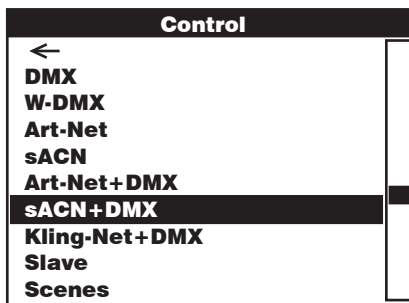 Control
←
DMX
W-DMX
Art-Net
sACN
Art-Net+DMX
sACN+DMX
Kling-Net+DMX
Slave
Scenes